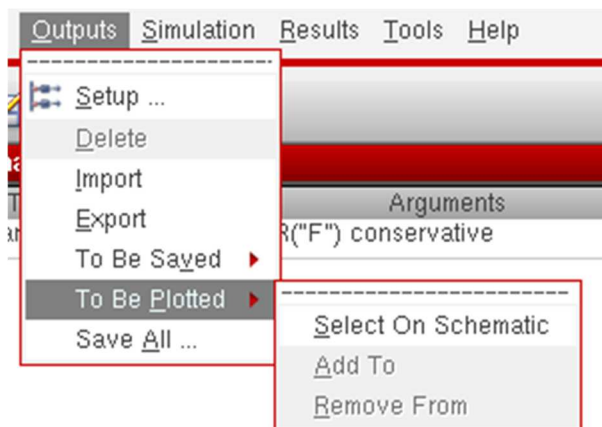 Outputs Simulation Results Tools Help
Setup ...
Delete
Import
Arguments
Export
R("F") conservative
To Be Saved
To Be Plotted
Save All ...
Select On Schematic
Add To
Remove From